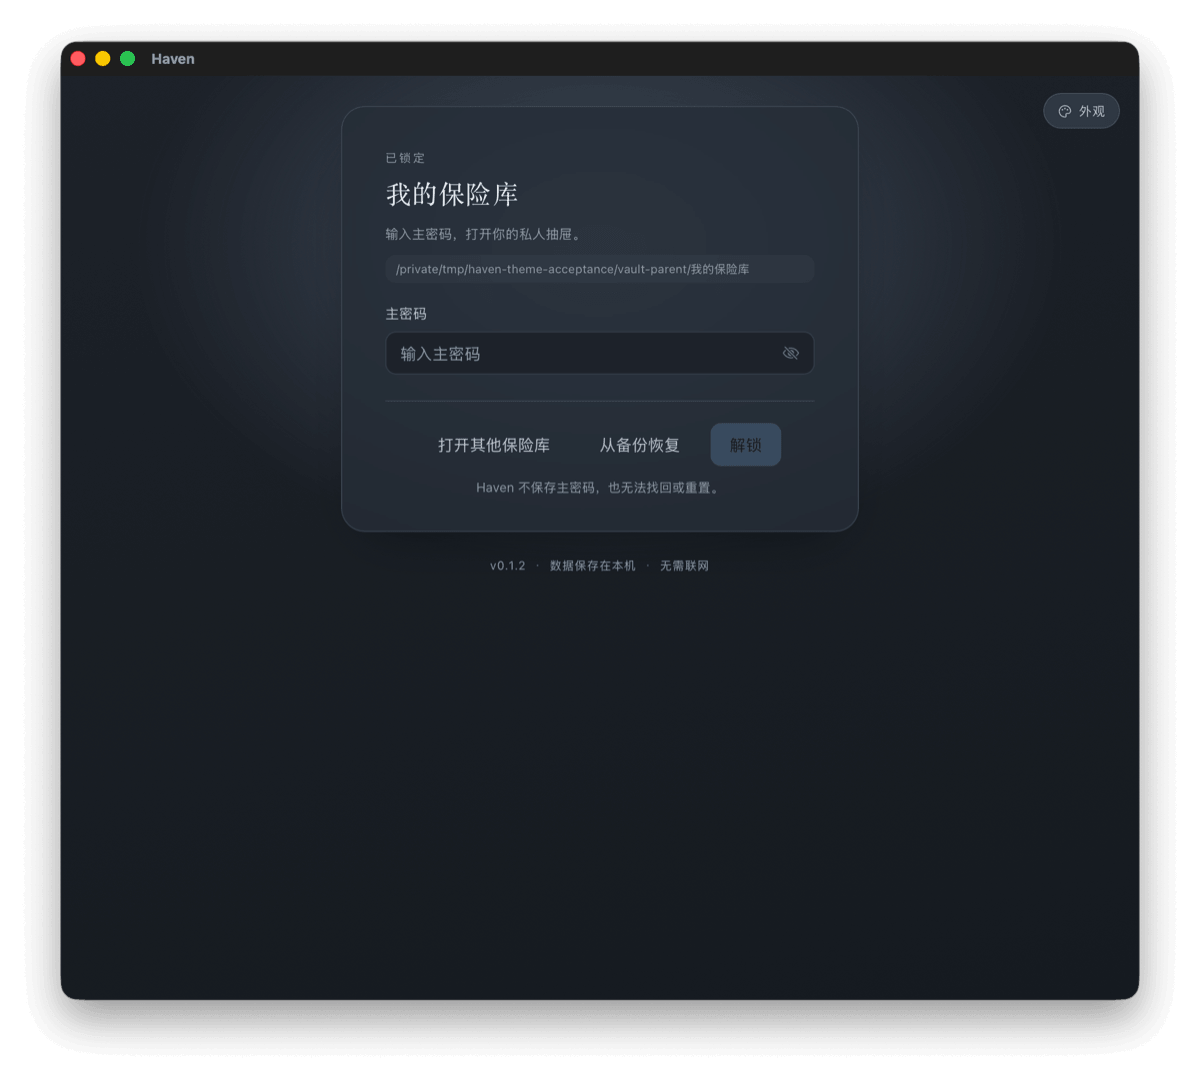 Haven
外观
已锁定
我的保险库
输入主密码，打开你的私人抽屉。
/private/tmp/haven-theme-acceptance/vault-parent/我的保险库
主密码
输入主密码
打开其他保险库 从备份恢复 解锁
Haven 不保存主密码，也无法找回或重置。
v0.1.2 · 数据保存在本机 · 无需联网